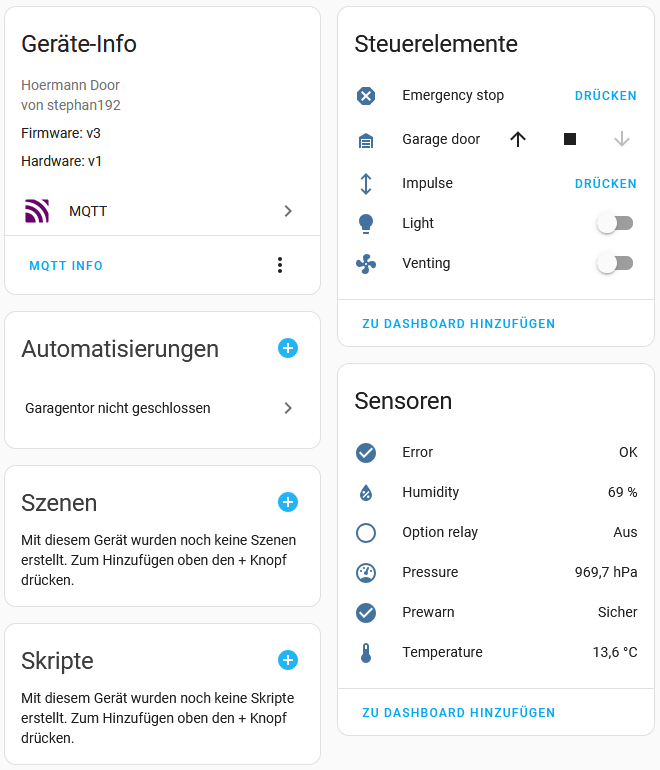 Geräte-Info
Hoermann Door
von stephan192
Firmware: v3
Hardware: v1
MQTT
MQTT INFO
Automatisierungen
Garagentor nicht geschlossen
Szenen
Mit diesem Gerät wurden noch keine Szenen
erstellt. Zum Hinzufügen oben den + Knopf
drücken.
Skripte
Mit diesem Gerät wurden noch keine Skripte
erstellt. Zum Hinzufügen oben den + Knopf
drücken.
Steuerelemente
Emergency stop DRÜCKEN
Garage door
Impulse DRÜCKEN
Light
Venting
ZU DASHBOARD HINZUFÜGEN
Sensoren
Error OK
Humidity 69 %
Option relay Aus
Pressure 969,7 hPa
Prewarn Sicher
Temperature 13,6 °C
ZU DASHBOARD HINZUFÜGEN